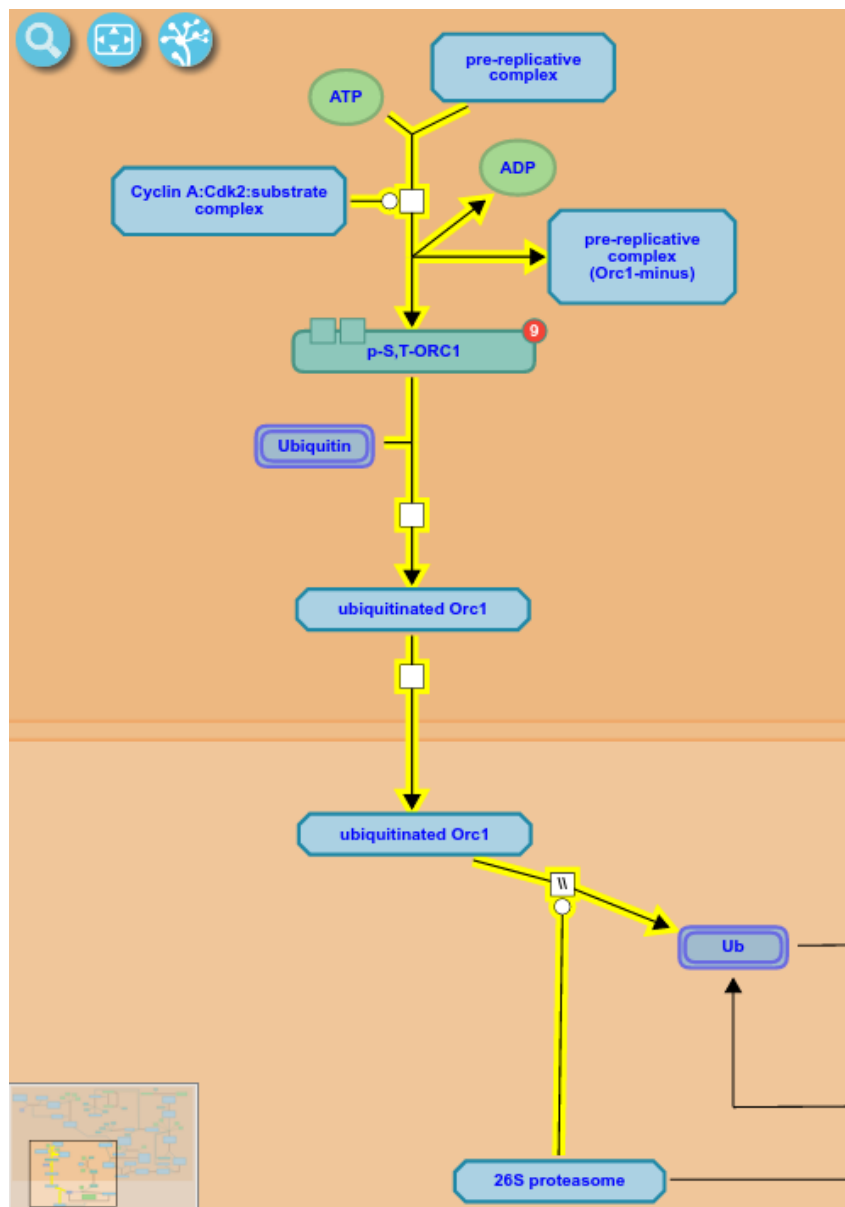 pre-replicative
complex
ATP
ADP
Cyclin A:Cdk2:substrate
complex
pre-replicative
complex
(Orc1-minus)
9
p-S,T-ORC1
Ubiquitin
ubiquitinated Orc1
ubiquitinated Orc1
\\
Ub
26S proteasome